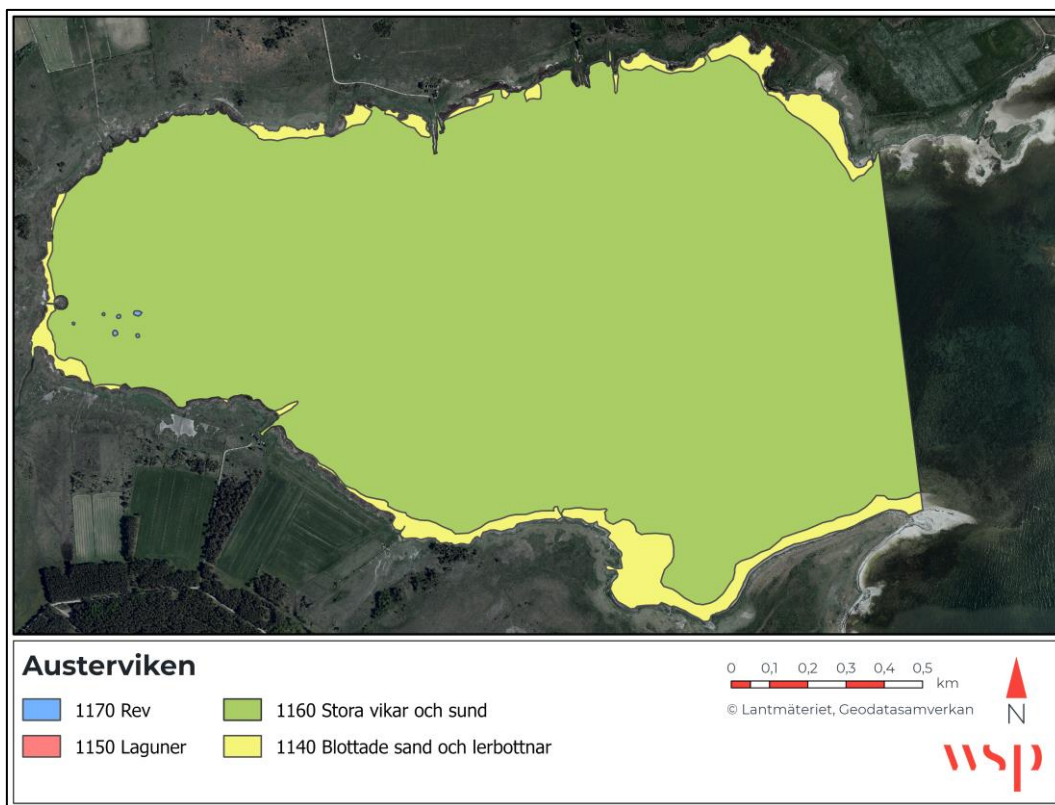 Austerviken
1170 Rev
1160 Stora vikar och sund
1150 Laguner
1140 Blottade sand och lerbottnar
0 0,1 0,2 0,3 0,4 0,5
km
© Lantmäteriet, Geodatasamverkan
N
wsp